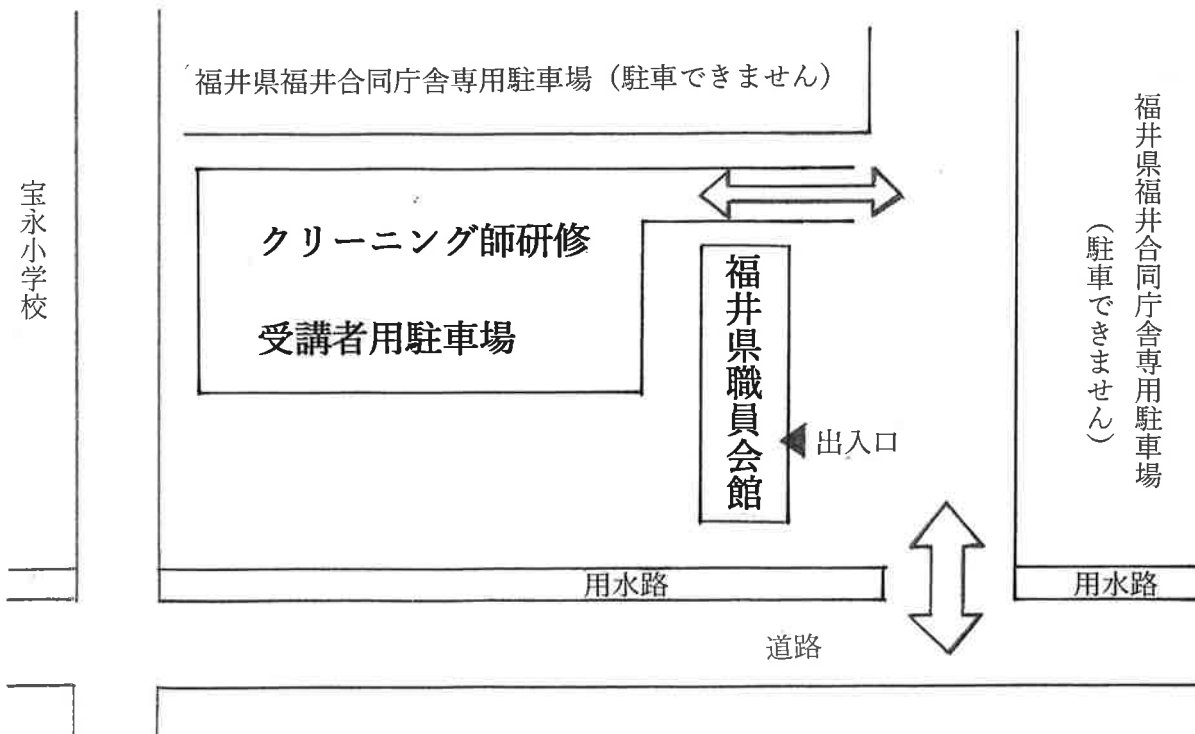 福井県福井合同庁舎専用駐車場（駐車できません）
宝永小学校
クリーニング師研修
受講者用駐車場
福井県職員会館
出入口
福井県福井合同庁舎専用駐車場
（駐車できません）
用水路
用水路
道路